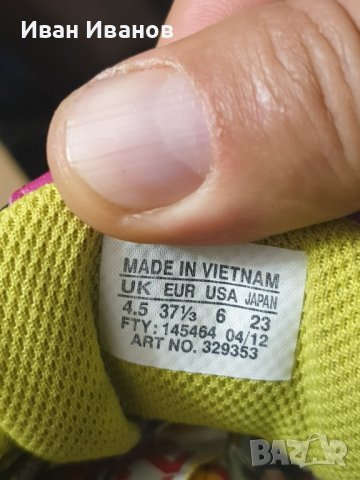 Иван Иванов
MADE IN VIETNAM
UK EUR USA JAPAN
4.5 37⅓ 6 23
FTY: 145464 04/12
ART NO. 329353
BAZAR